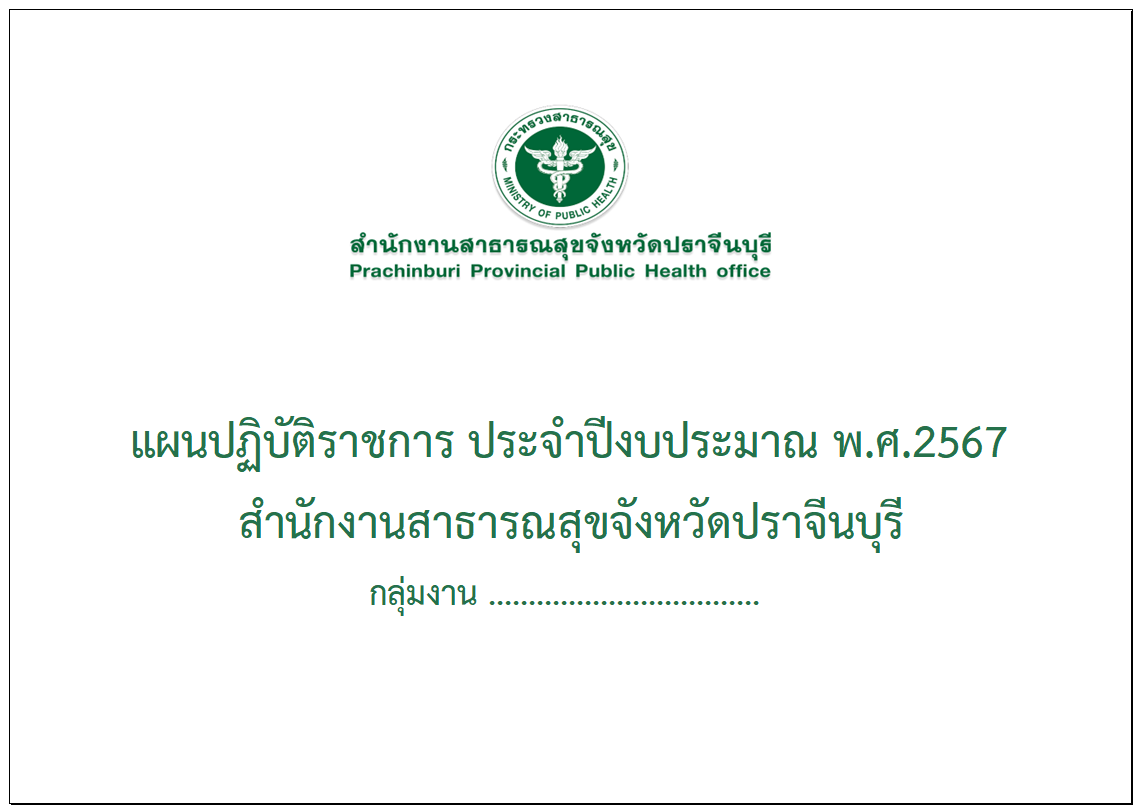 กระทรวงสาธารณสุข
MINISTRY OF PUBLIC HEALTH
สำนักงานสาธารณสุขจังหวัดปราจีนบุรี
Prachinburi Provincial Public Health office
แผนปฏิบัติราชการ ประจำปีงบประมาณ พ.ศ.2567
สำนักงานสาธารณสุขจังหวัดปราจีนบุรี
กลุ่มงาน ..................................